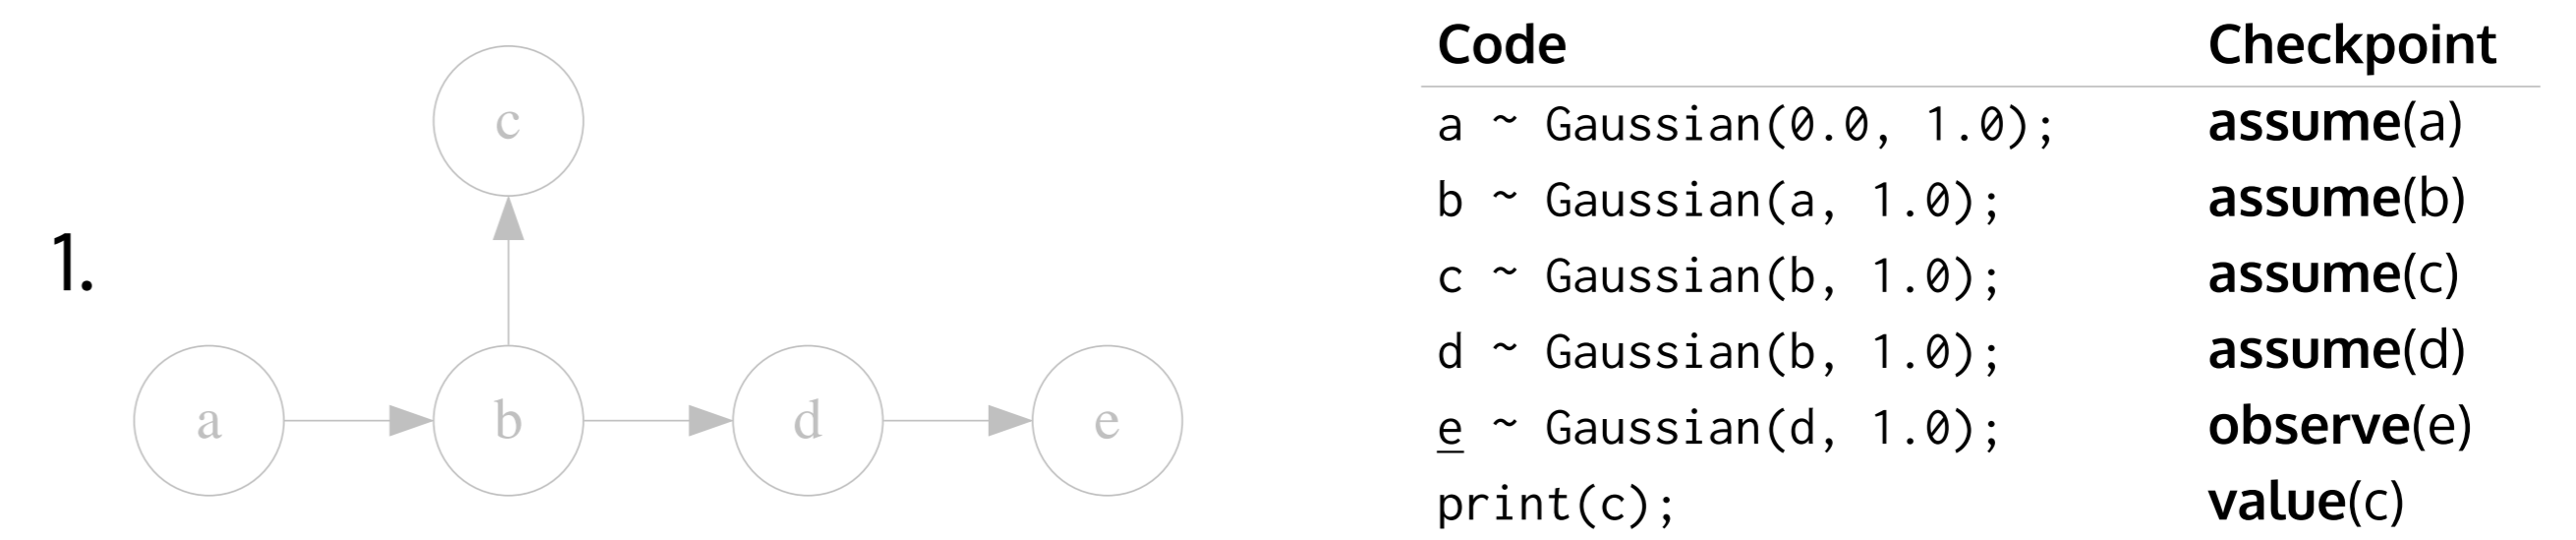 1.
c
a b d e
Code Checkpoint
a ~ Gaussian(0.0, 1.0); assume(a)
b ~ Gaussian(a, 1.0); assume(b)
c ~ Gaussian(b, 1.0); assume(c)
d ~ Gaussian(b, 1.0); assume(d)
e ~ Gaussian(d, 1.0); observe(e)
print(c); value(c)